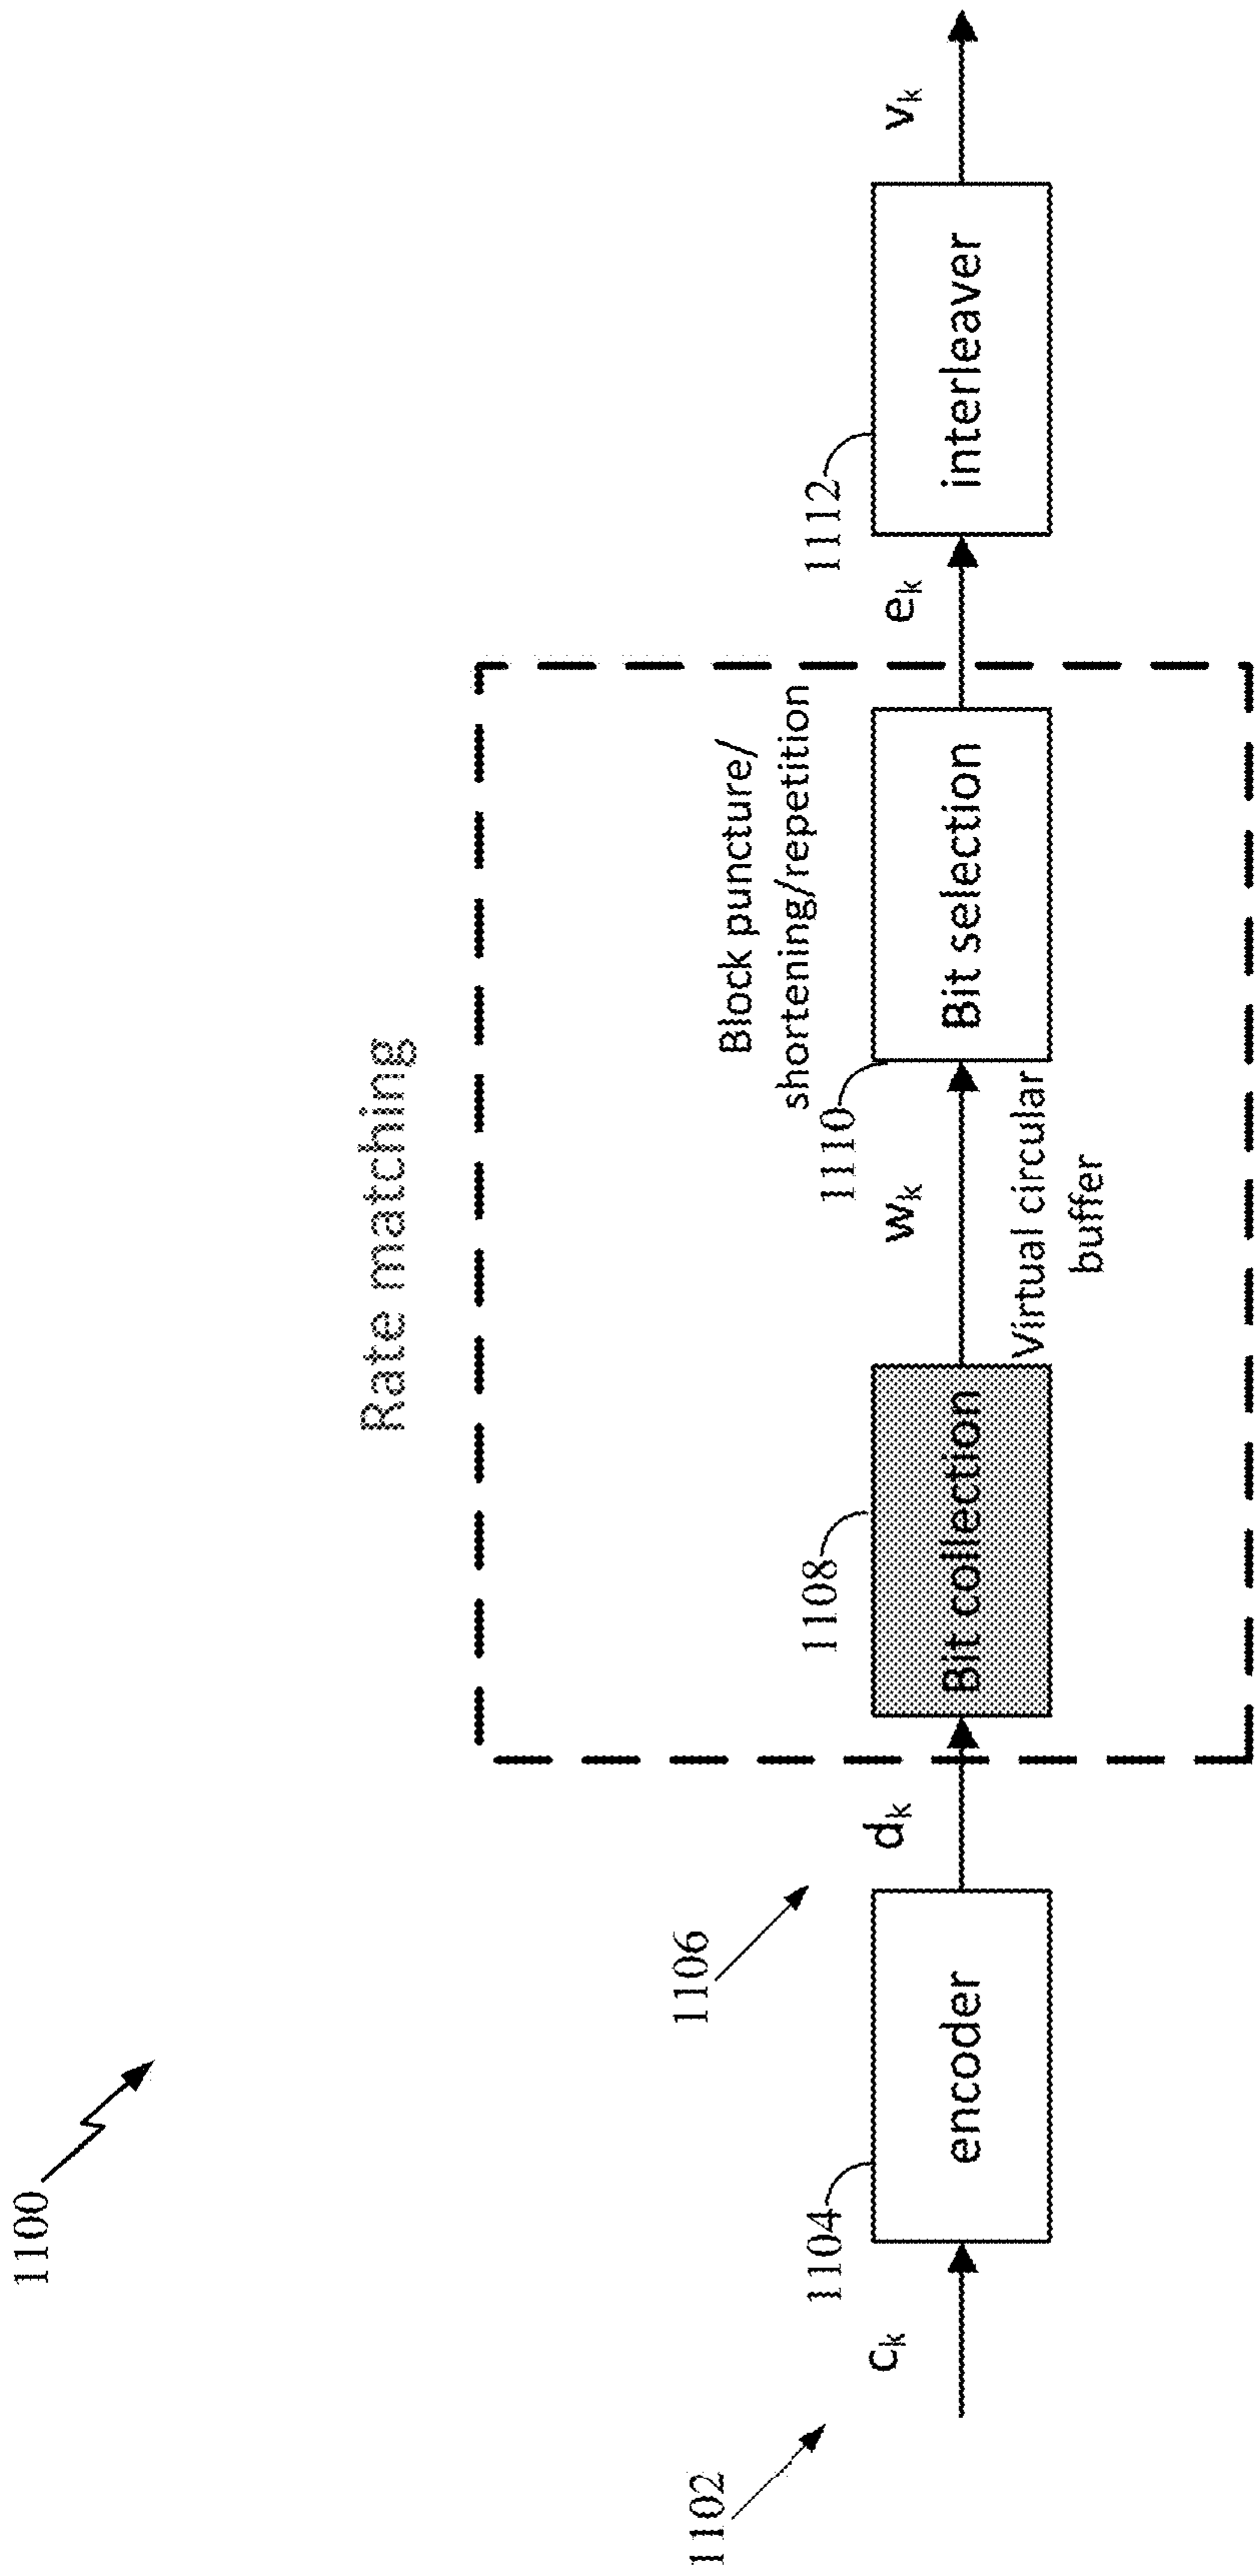 1100
Rate matching
1102
c_k
1104
encoder
1106
d_k
1108
Bit collection
w_k
Virtual circular
buffer
1110
Block puncture/
shortening/repetition
Bit selection
e_k
1112
interleaver
v_k